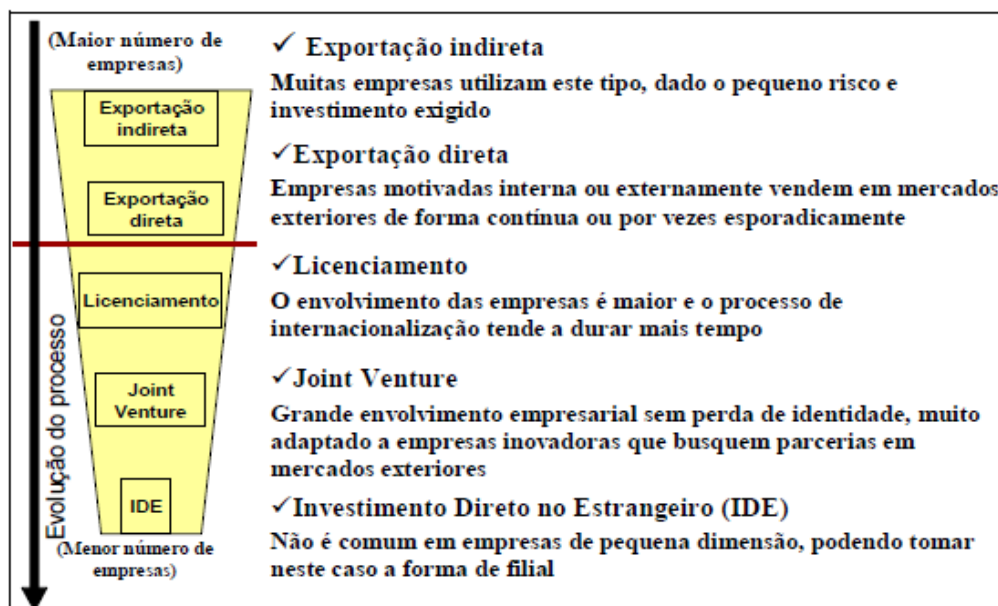 (Maior número de
empresas)
Exportação
indireta
Exportação
direta
Licenciamento
Joint
Venture
IDE
(Menor número de
empresas)
Evolução do processo
✓ Exportação indireta
Muitas empresas utilizam este tipo, dado o pequeno risco e
investimento exigido
✓Exportação direta
Empresas motivadas interna ou externamente vendem em mercados
exteriores de forma contínua ou por vezes esporadicamente
✓Licenciamento
O envolvimento das empresas é maior e o processo de
internacionalização tende a durar mais tempo
✓Joint Venture
Grande envolvimento empresarial sem perda de identidade, muito
adaptado a empresas inovadoras que busquem parcerias em
mercados exteriores
✓Investimento Direto no Estrangeiro (IDE)
Não é comum em empresas de pequena dimensão, podendo tomar
neste caso a forma de filial